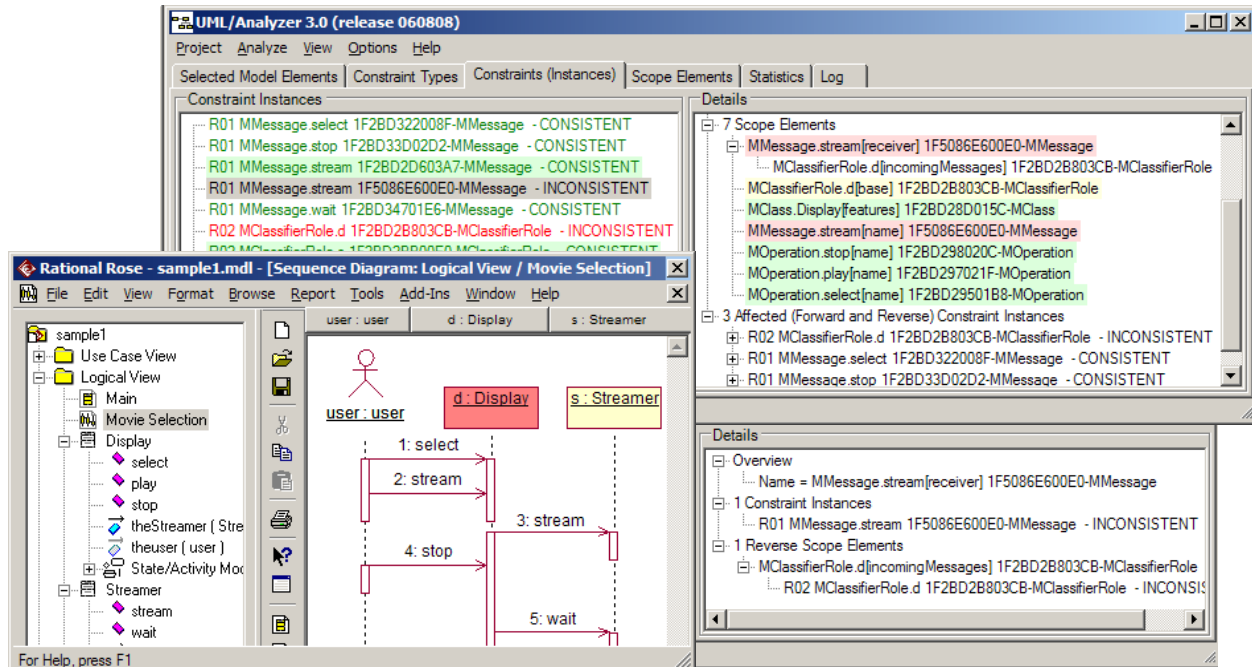 UML/Analyzer 3.0 (release 060808)
Project Analyze View Options Help
Selected Model Elements Constraint Types Constraints (Instances) Scope Elements Statistics Log
Constraint Instances
R01 MMessage.select 1F2BD322008F-MMessage - CONSISTENT
R01 MMessage.stop 1F2BD33D02D2-MMessage - CONSISTENT
R01 MMessage.stream 1F2BD2D603A7-MMessage - CONSISTENT
R01 MMessage.stream 1F5086E600E0-MMessage - INCONSISTENT
R01 MMessage.wait 1F2BD34701E6-MMessage - CONSISTENT
R02 MClassifierRole.d 1F2BD2B803CB-MClassifierRole - INCONSISTENT
Details
7 Scope Elements
MMessage.stream[receiver] 1F5086E600E0-MMessage
MClassifierRole.d[incomingMessages] 1F2BD2B803CB-MClassifierRole
MClassifierRole.d[base] 1F2BD2B803CB-MClassifierRole
MClass.Display[features] 1F2BD28D015C-MClass
MMessage.stream[name] 1F5086E600E0-MMessage
MOperation.stop[name] 1F2BD298020C-MOperation
MOperation.play[name] 1F2BD297021F-MOperation
MOperation.select[name] 1F2BD29501B8-MOperation
3 Affected (Forward and Reverse) Constraint Instances
R02 MClassifierRole.d 1F2BD2B803CB-MClassifierRole - INCONSISTENT
R01 MMessage.select 1F2BD322008F-MMessage - CONSISTENT
R01 MMessage.stop 1F2BD33D02D2-MMessage - CONSISTENT
Rational Rose - sample1.mdl - [Sequence Diagram: Logical View / Movie Selection]
File Edit View Format Browse Report Tools Add-Ins Window Help
sample1
Use Case View
Logical View
Main
Movie Selection
Display
select
play
stop
theStreamer ( Stre
theuser ( user )
State/Activity Moc
Streamer
stream
wait
user : user d : Display s : Streamer
user : user
d : Display
s : Streamer
1: select
2: stream
3: stream
4: stop
5: wait
For Help, press F1
Details
Overview
Name = MMessage.stream[receiver] 1F5086E600E0-MMessage
1 Constraint Instances
R01 MMessage.stream 1F5086E600E0-MMessage - INCONSISTENT
1 Reverse Scope Elements
MClassifierRole.d[incomingMessages] 1F2BD2B803CB-MClassifierRole
R02 MClassifierRole.d 1F2BD2B803CB-MClassifierRole - INCONSIS